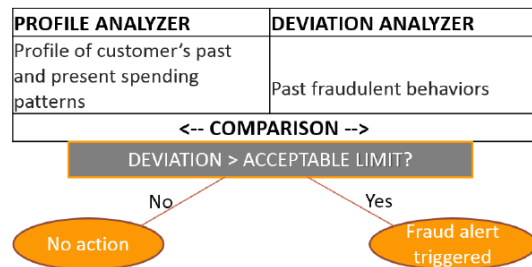 PROFILE ANALYZER
DEVIATION ANALYZER
Profile of customer's past
and present spending
patterns
Past fraudulent behaviors
<-- COMPARISON -->
DEVIATION > ACCEPTABLE LIMIT?
No
Yes
No action
Fraud alert
triggered